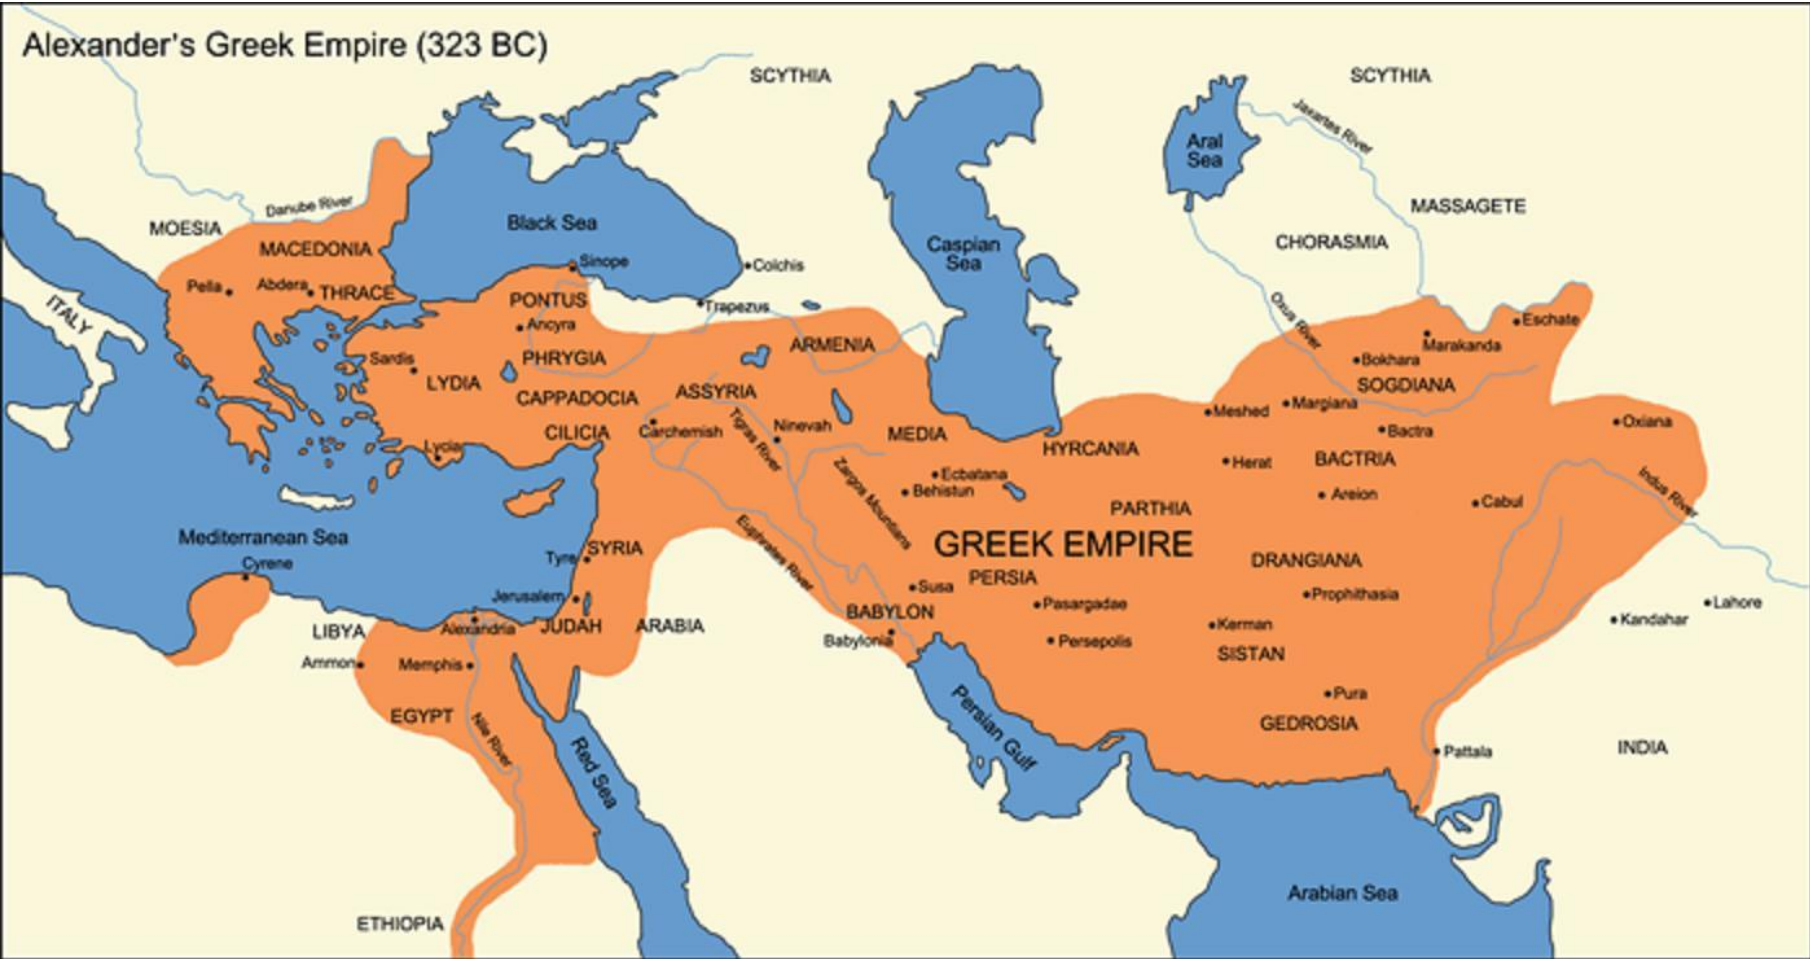 Alexander's Greek Empire (323 BC)
SCYTHIA
SCYTHIA
Jaxartes River
Aral
Sea
MASSAGETE
Danube River
MOESIA
Black Sea
CHORASMIA
MACEDONIA
Caspian
Sea
Sinope
Colchis
Pella
Abdera
THRACE
PONTUS
ITALY
Trapezus
Oxus River
Eschate
Ancyra
ARMENIA
Marakanda
Sardis
PHRYGIA
Bokhara
LYDIA
SOGDIANA
CAPPADOCIA
ASSYRIA
Meshed
Margiana
Oxiana
Tigras River
Ninevah
CILICIA
Carchemish
MEDIA
Bactra
Lycia
HYRCANIA
Herat
BACTRIA
Zargos Mountians
Ecbatana
Behistun
Areion
Cabul
Indus River
PARTHIA
Mediterranean Sea
Euphrates River
GREEK EMPIRE
Cyrene
Tyre
SYRIA
DRANGIANA
PERSIA
Susa
Jerusalem
Pasargadae
Prophithasia
Lahore
BABYLON
LIBYA
Alexandria
JUDAH
ARABIA
Babylonia
Persepolis
Kerman
Kandahar
Ammon
Memphis
SISTAN
Pura
EGYPT
Nile River
Persian Gulf
GEDROSIA
Red Sea
Pattala
INDIA
Arabian Sea
ETHIOPIA